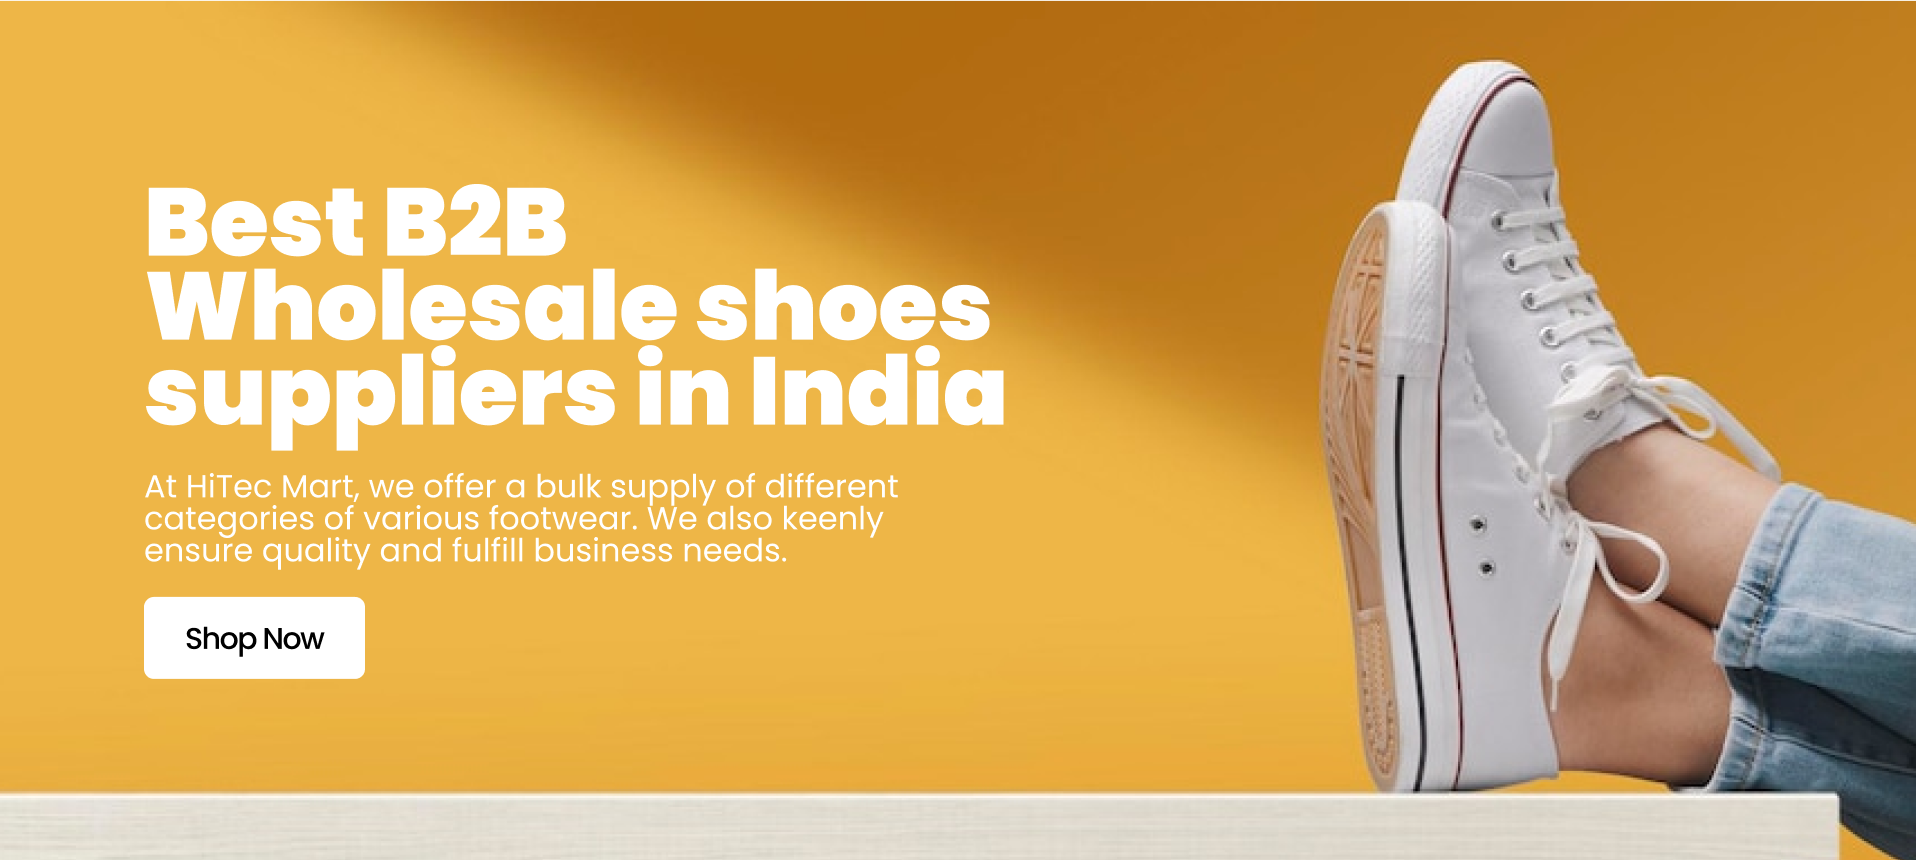 Best B2B
Wholesale shoes
suppliers in India
At HiTec Mart, we offer a bulk supply of different
categories of various footwear. We also keenly
ensure quality and fulfill business needs.
Shop Now